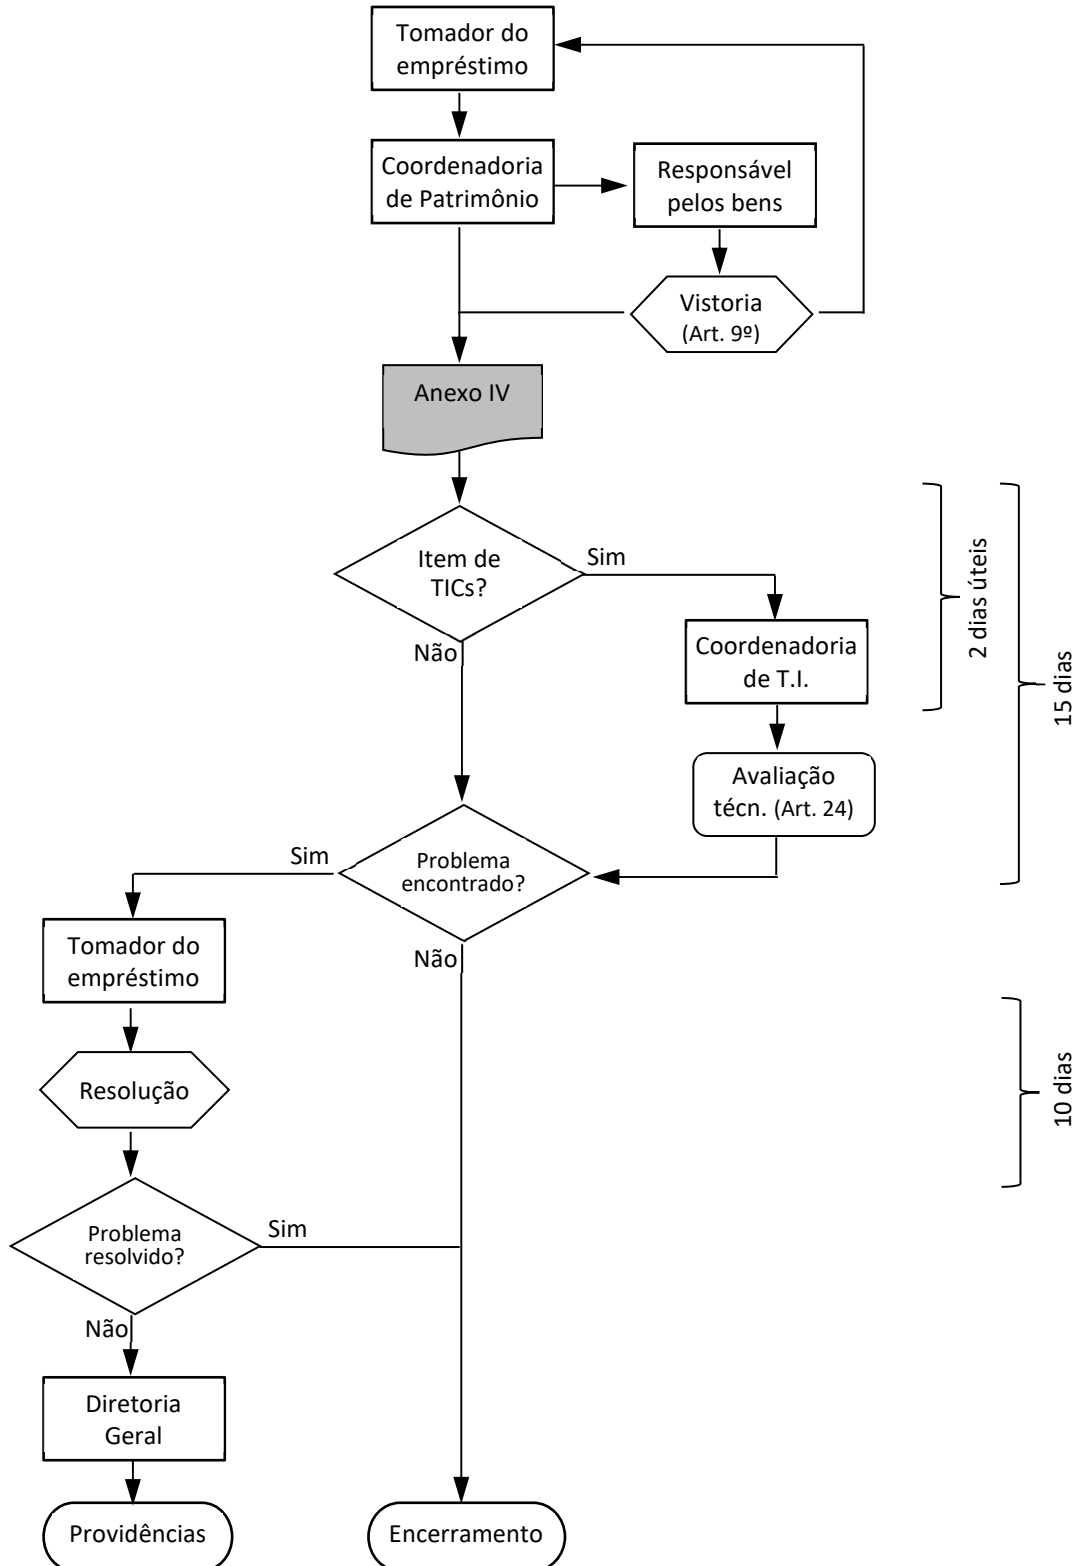 Tomador do
empréstimo
Coordenadoria
de Patrimônio
Responsável
pelos bens
Vistoria
(Art. 9º)
Anexo IV
Item de
TICs?
Sim
Não
Coordenadoria
de T.I.
2 dias úteis
15 dias
Avaliação
técn. (Art. 24)
Problema
encontrado?
Sim
Não
Tomador do
empréstimo
Resolução
10 dias
Problema
resolvido?
Sim
Não
Diretoria
Geral
Providências
Encerramento